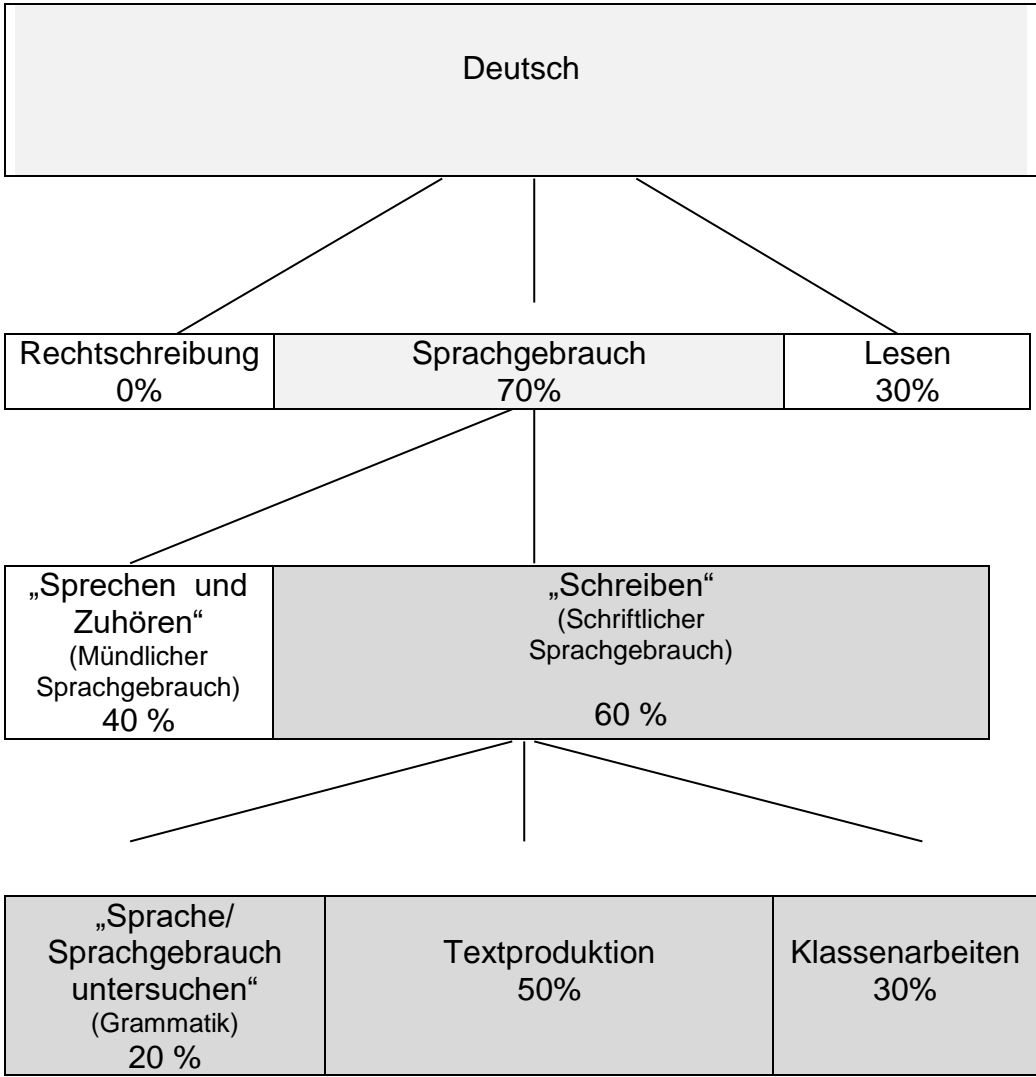 Deutsch
Rechtschreibung
0%
Sprachgebrauch
70%
Lesen
30%
„Sprechen und
Zuhören“
(Mündlicher
Sprachgebrauch)
40 %
„Schreiben“
(Schriftlicher
Sprachgebrauch)
60 %
„Sprache/
Sprachgebrauch
untersuchen“
(Grammatik)
20 %
Textproduktion
50%
Klassenarbeiten
30%